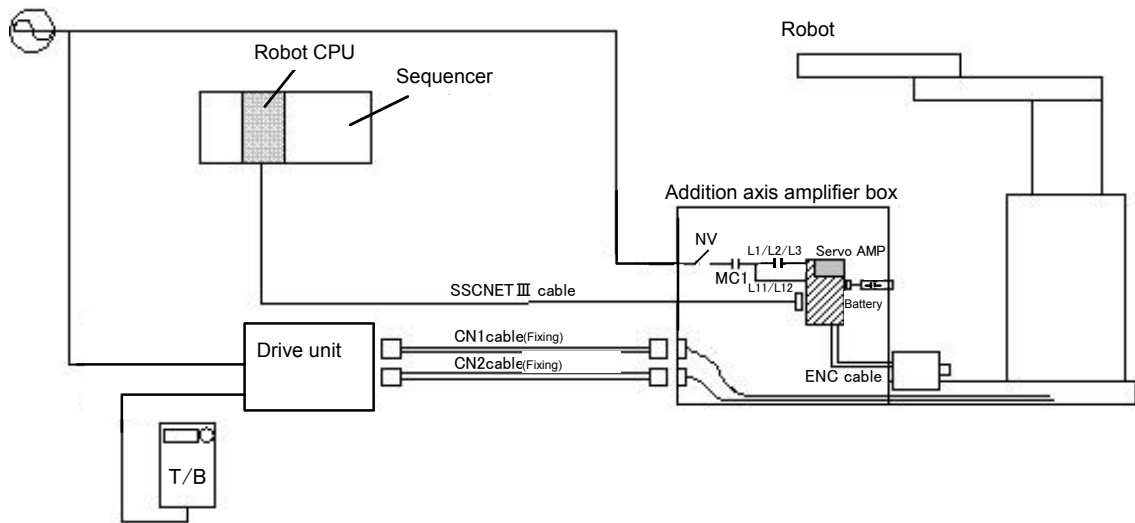 Robot
Robot CPU
Sequencer
Addition axis amplifier box
NV
L1/L2/L3
Servo AMP
MC1
L11/L12
SSCNETⅢ cable
Battery
CN1cable(Fixing)
Drive unit
CN2cable(Fixing)
ENC cable
T/B